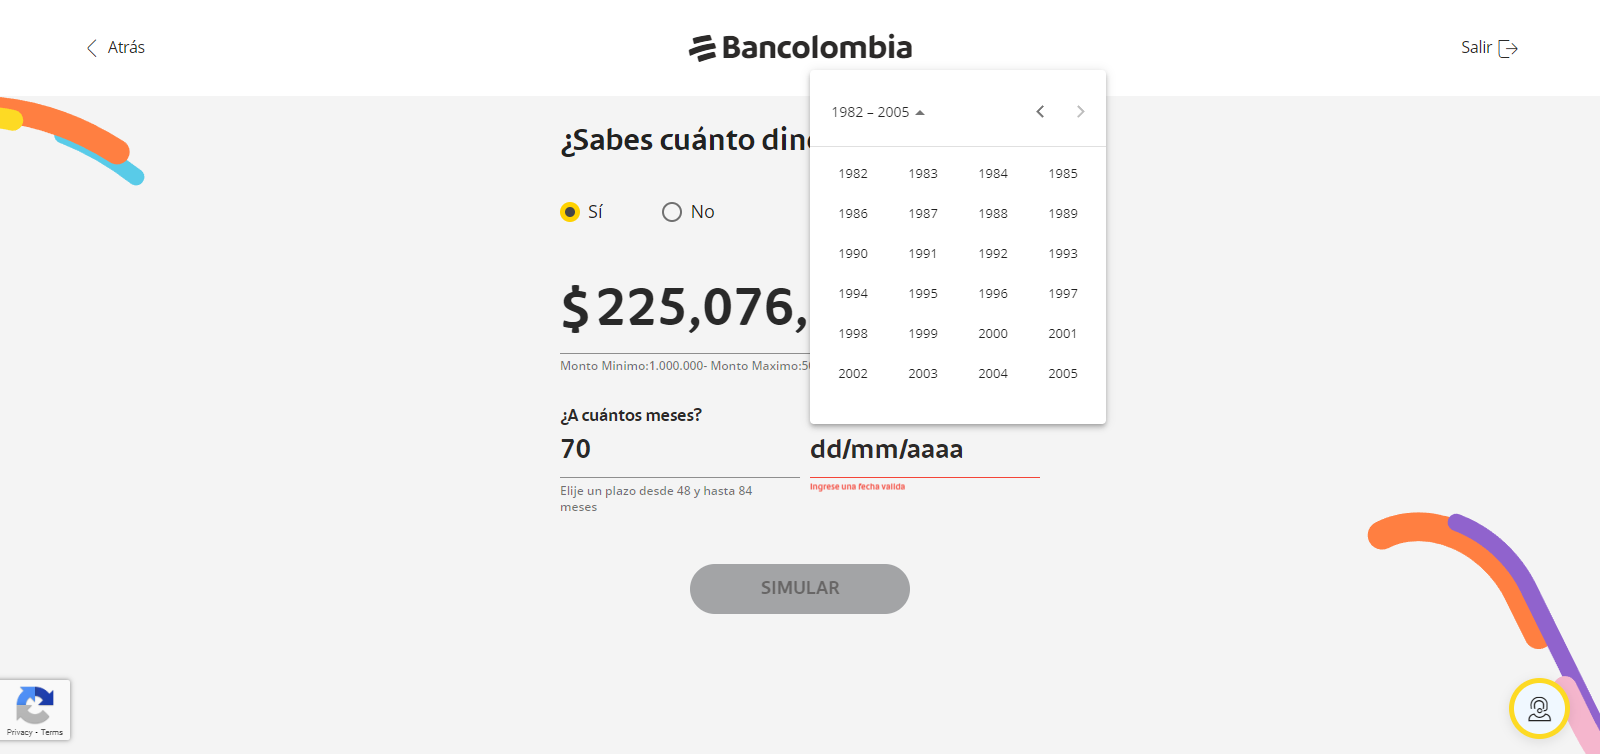 Atrás
Bancolombia
Salir
1982 – 2005
¿Sabes cuánto
Sí
No
1982 1983 1984 1985
1986 1987 1988 1989
1990 1991 1992 1993
1994 1995 1996 1997
1998 1999 2000 2001
2002 2003 2004 2005
$225,076,
Monto Minimo:1.000.000- Monto Maximo:
¿A cuántos meses?
70
Elije un plazo desde 48 y hasta 84
meses
dd/mm/aaaa
Ingrese una fecha valida
SIMULAR
Privacy - Terms